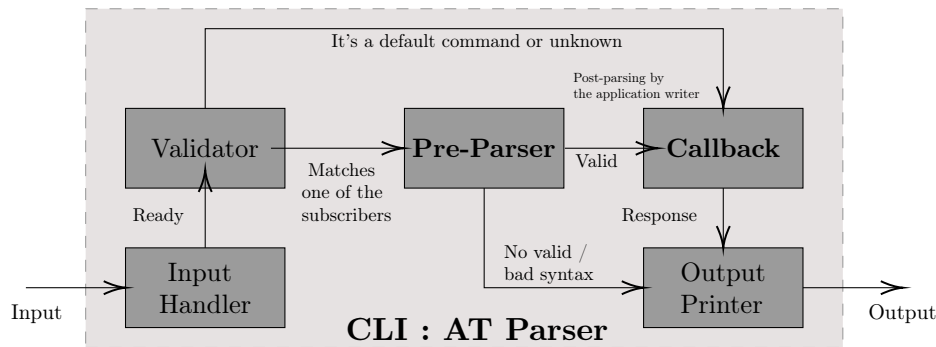 It's a default command or unknown
Post-parsing by
the application writer
Validator
Pre-Parser
Callback
Matches
one of the
subscribers
Valid
Ready
Response
Input
Handler
No valid /
bad syntax
Output
Printer
Input
Output
CLI : AT Parser